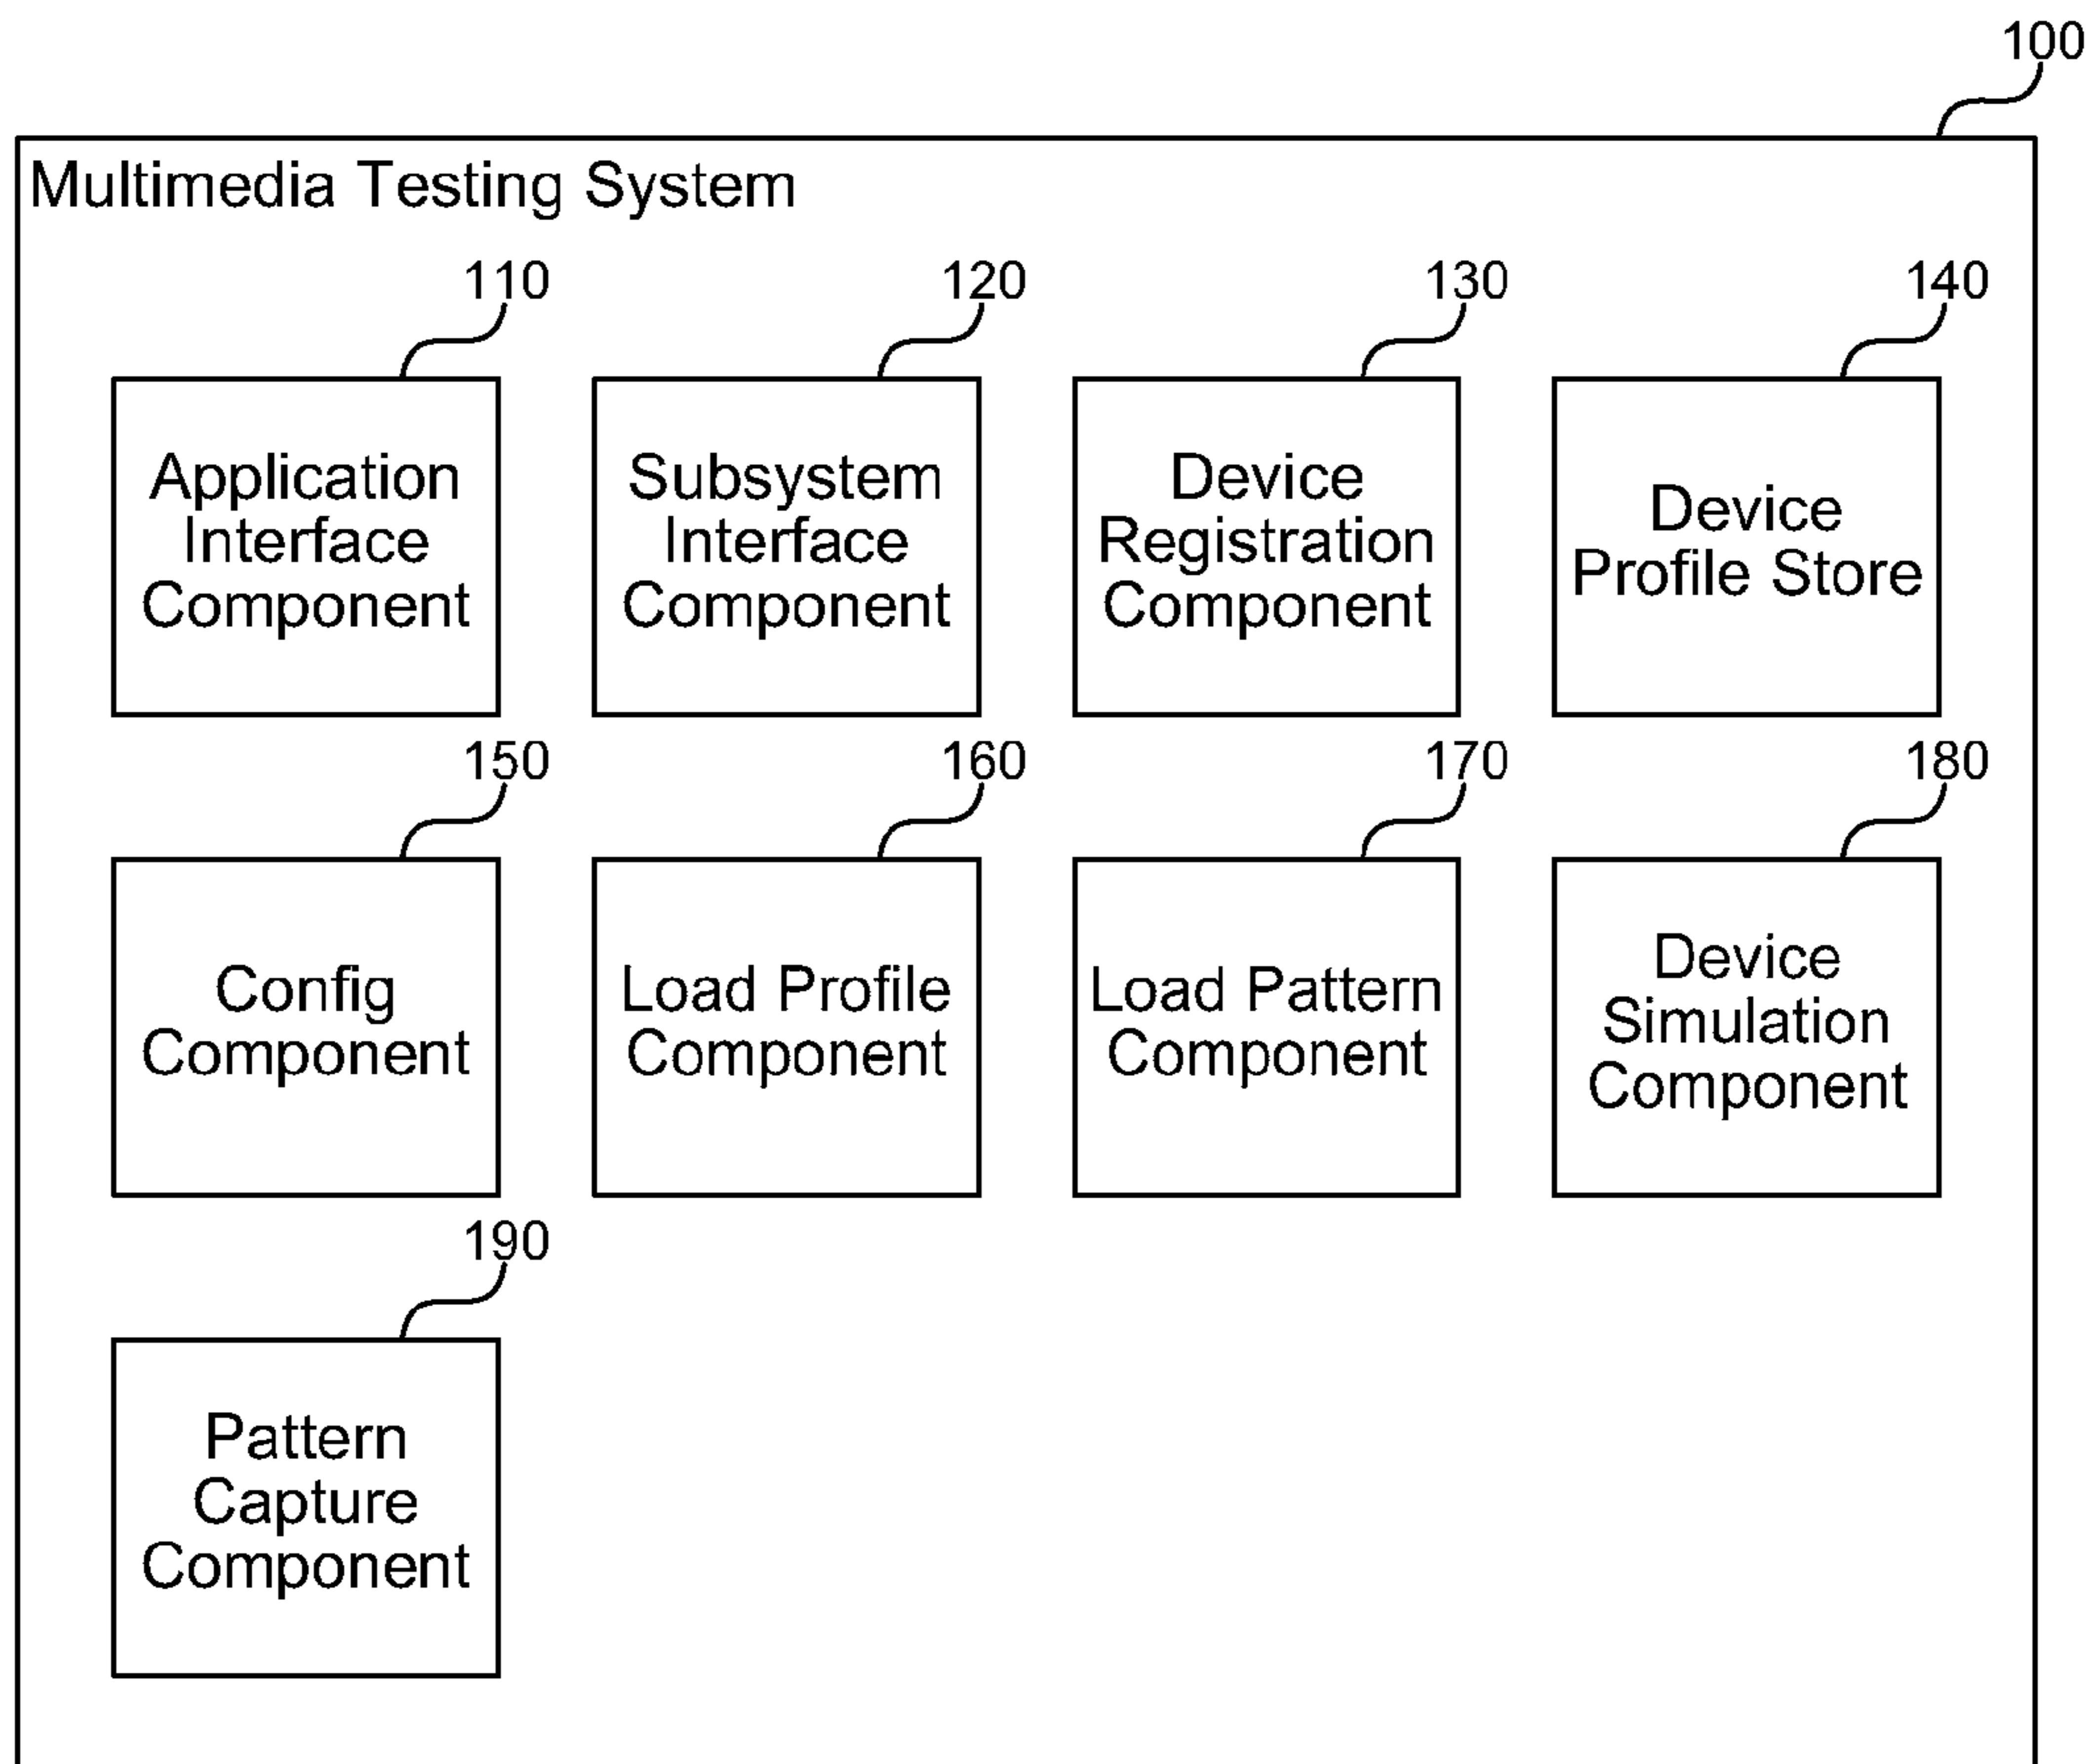 100
Multimedia Testing System
110
120
130
140
Application
Interface
Component
Subsystem
Interface
Component
Device
Registration
Component
Device
Profile Store
150
160
170
180
Config
Component
Load Profile
Component
Load Pattern
Component
Device
Simulation
Component
190
Pattern
Capture
Component